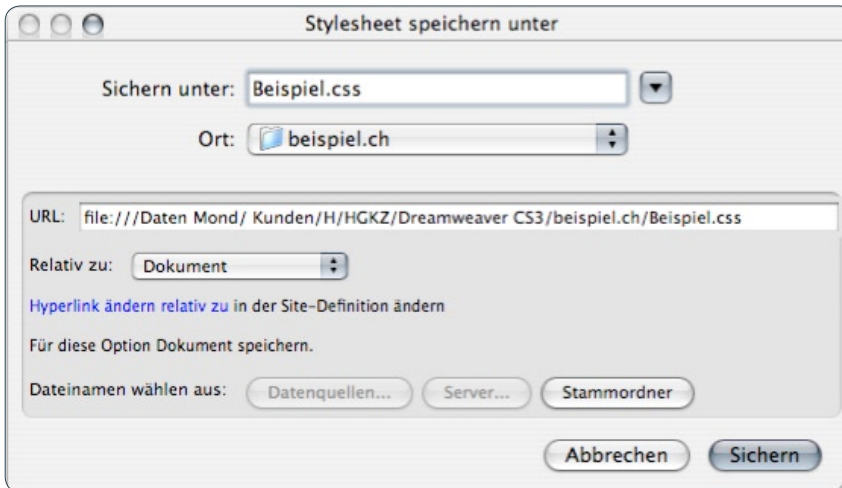 Stylesheet speichern unter
Sichern unter: Beispiel.css
Ort: beispiel.ch
URL: file:///Daten Mond/ Kunden/H/HGKZ/Dreamweaver CS3/beispiel.ch/Beispiel.css
Relativ zu: Dokument
Hyperlink ändern relativ zu in der Site-Definition ändern
Für diese Option Dokument speichern.
Dateinamen wählen aus: Datenquellen... Server... Stammordner
Abbrechen Sichern